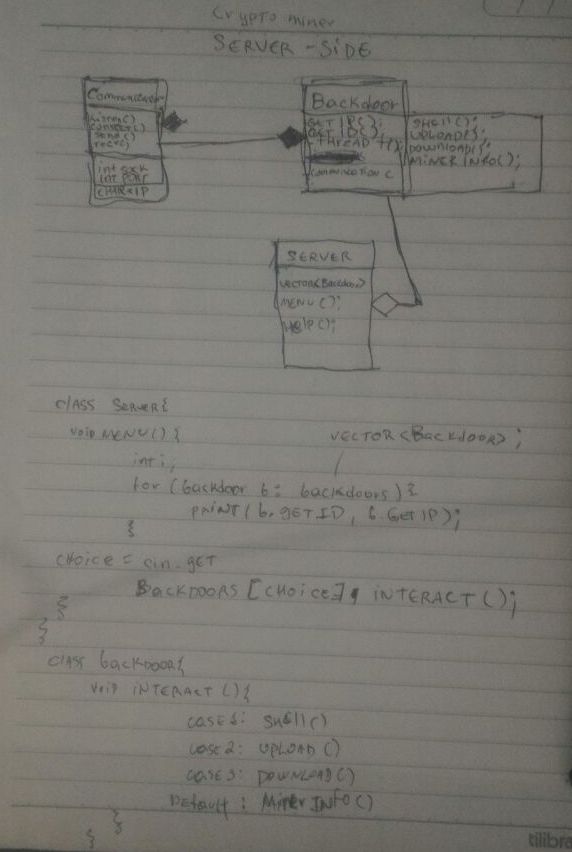 Crypto miner
SERVER - SiDE
Communicator
Listen()
connect()
send()
recv()
int sock
int PORT
CHAR*IP
Backdoor
GET IP();
GET ID();
-thread t();
COMMUNICATION C
SHell();
UPLOAD();
DOWNLOAD();
MiNER INFO();
SERVER
VECTOR<Backdoor>
MENU();
HelP();
clASS Server{
void MENU(){
VECTOR<Backdoor>;
int i;
for (backdoor b : backdoors){
PRINT(b.GETID, b.GETIP);
}
CHOICE = cin.GET
BACKDOORS [CHOICE]. INTERACT();
}
}
clASS backDOOR{
VOID iNTERACT(){
CASE1: SHell()
CASE2: UPLOAD()
CASE3: DOWNLOAD()
DEfault: MiNer INFO()
}
}
tilibra